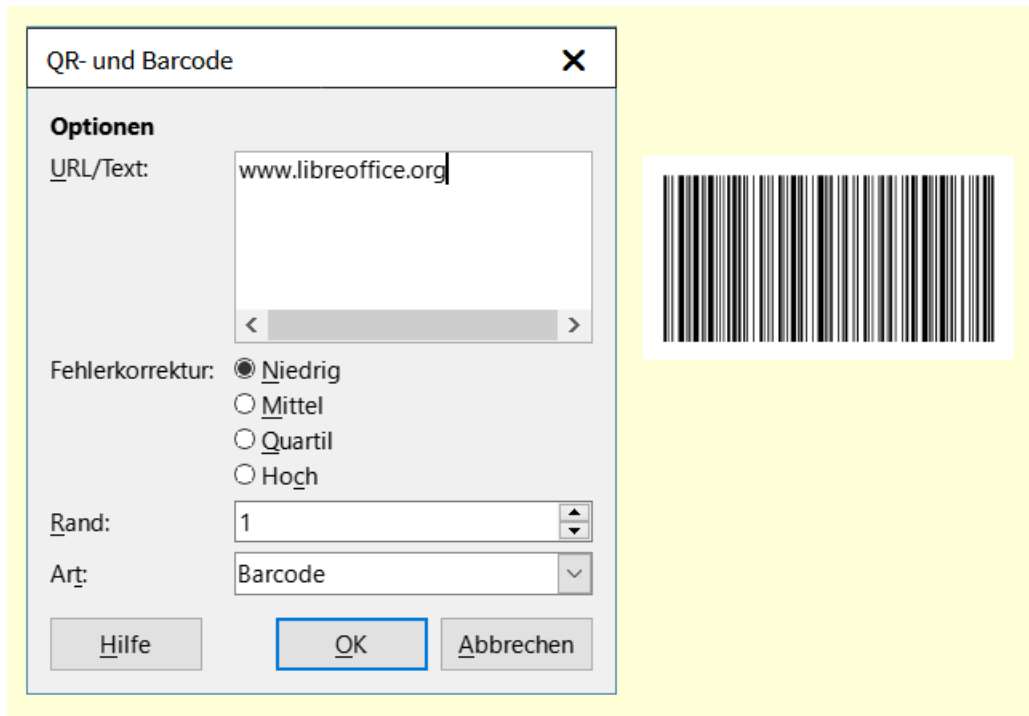 QR- und Barcode
Optionen
URL/Text: www.libreoffice.org
Fehlerkorrektur: Niedrig
Mittel
Quartil
Hoch
Rand: 1
Art: Barcode
Hilfe OK Abbrechen